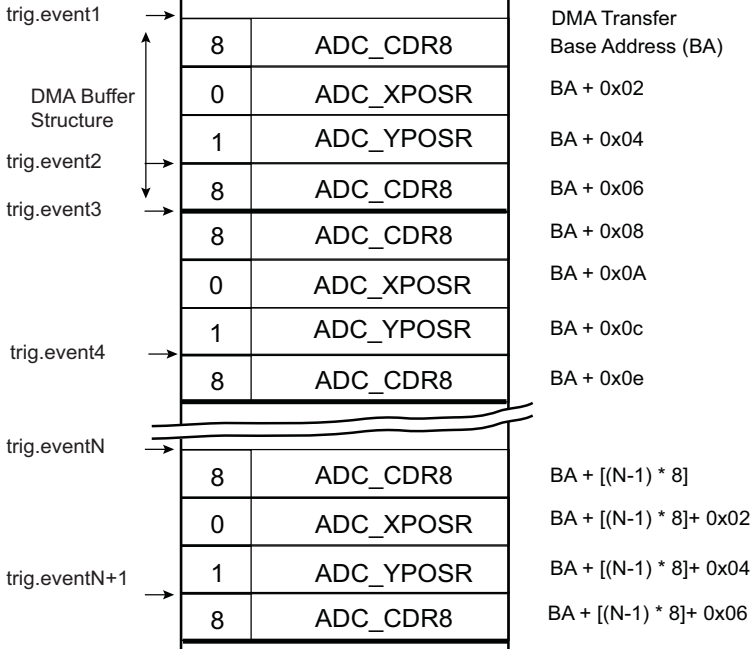 trig.event1
DMA Transfer
8 ADC_CDR8 Base Address (BA)
DMA Buffer
Structure
0 ADC_XPOSR BA + 0x02
1 ADC_YPOSR BA + 0x04
trig.event2
8 ADC_CDR8 BA + 0x06
trig.event3
8 ADC_CDR8 BA + 0x08
0 ADC_XPOSR BA + 0x0A
1 ADC_YPOSR BA + 0x0c
trig.event4
8 ADC_CDR8 BA + 0x0e
trig.eventN
8 ADC_CDR8 BA + [(N-1) * 8]
0 ADC_XPOSR BA + [(N-1) * 8]+ 0x02
1 ADC_YPOSR BA + [(N-1) * 8]+ 0x04
trig.eventN+1
8 ADC_CDR8 BA + [(N-1) * 8]+ 0x06